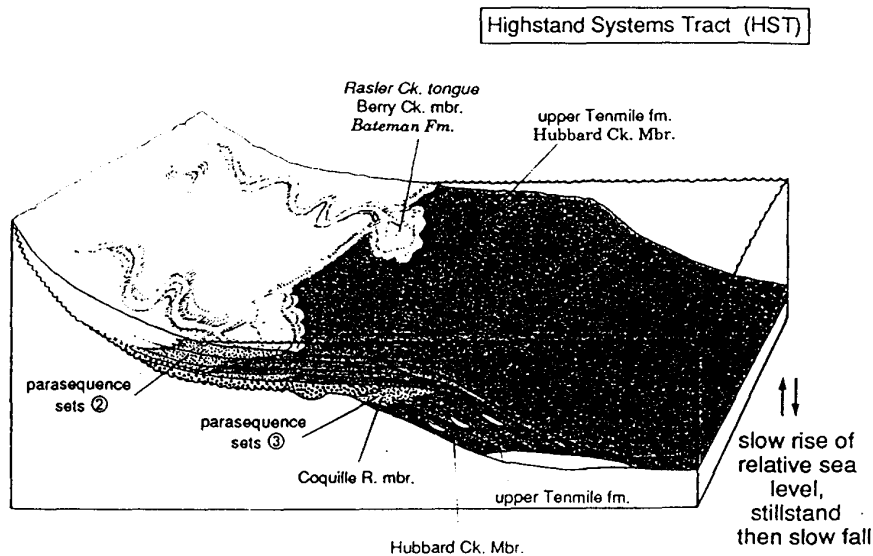 Highstand Systems Tract (HST)
Rasler Ck. tongue
Berry Ck. mbr.
Bateman Fm.
upper Tenmile fm.
Hubbard Ck. Mbr.
parasequence
sets ②
parasequence
sets ③
Coquille R. mbr.
upper Tenmile fm.
Hubbard Ck. Mbr.
slow rise of
relative sea
level,
stillstand
then slow fall